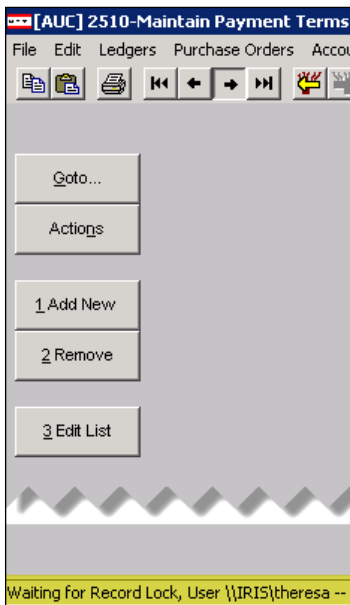 [AUC] 2510-Maintain Payment Terms
File Edit Ledgers Purchase Orders Accou
Goto...
Actions
1 Add New
2 Remove
3 Edit List
Waiting for Record Lock, User \\IRIS\theresa --